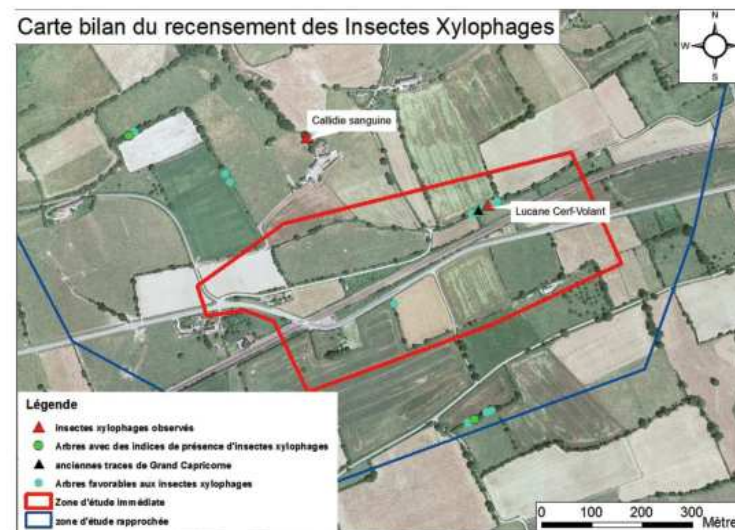 Carte bilan du recensement des Insectes Xylophages
N
W
E
S
Callidie sanguine
Lucane Cerf-Volant
Légende
Insectes xylophages observés
Arbres avec des indices de présence d'insectes xylophages
anciennes traces de Grand Capricorne
Arbres favorables aux insectes xylophages
Zone d'étude immédiate
zone d'étude rapprochée
0 100 200 300
Mètre